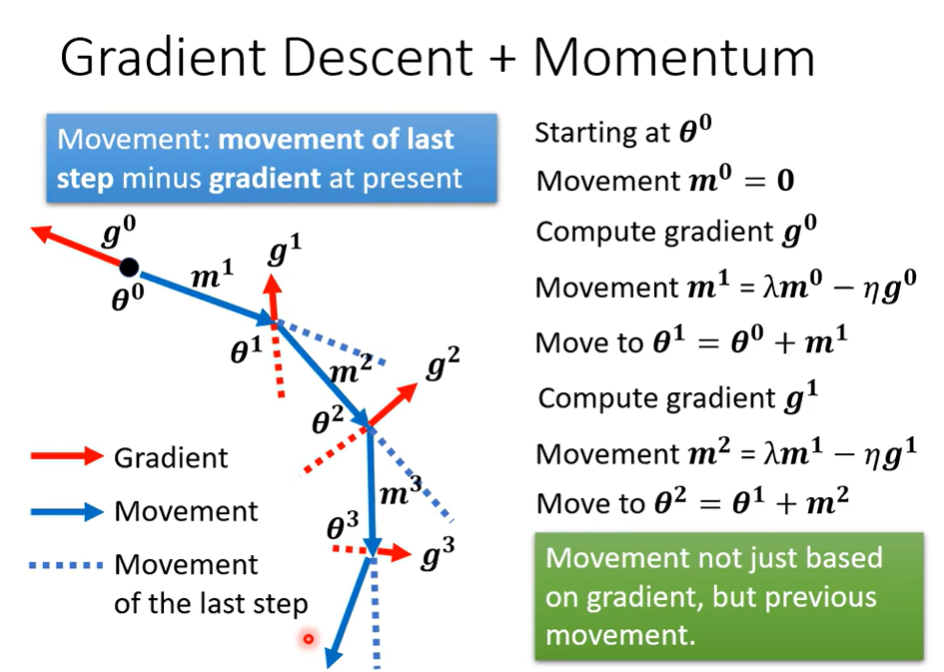 Gradient Descent + Momentum
Movement: movement of last
step minus gradient at present
g⁰
m¹
θ⁰
g¹
θ¹
m²
g²
θ²
m³
θ³
g³
Gradient
Movement
Movement
of the last step
Starting at θ⁰
Movement m⁰ = 0
Compute gradient g⁰
Movement m¹ = λm⁰ − ηg⁰
Move to θ¹ = θ⁰ + m¹
Compute gradient g¹
Movement m² = λm¹ − ηg¹
Move to θ² = θ¹ + m²
Movement not just based
on gradient, but previous
movement.